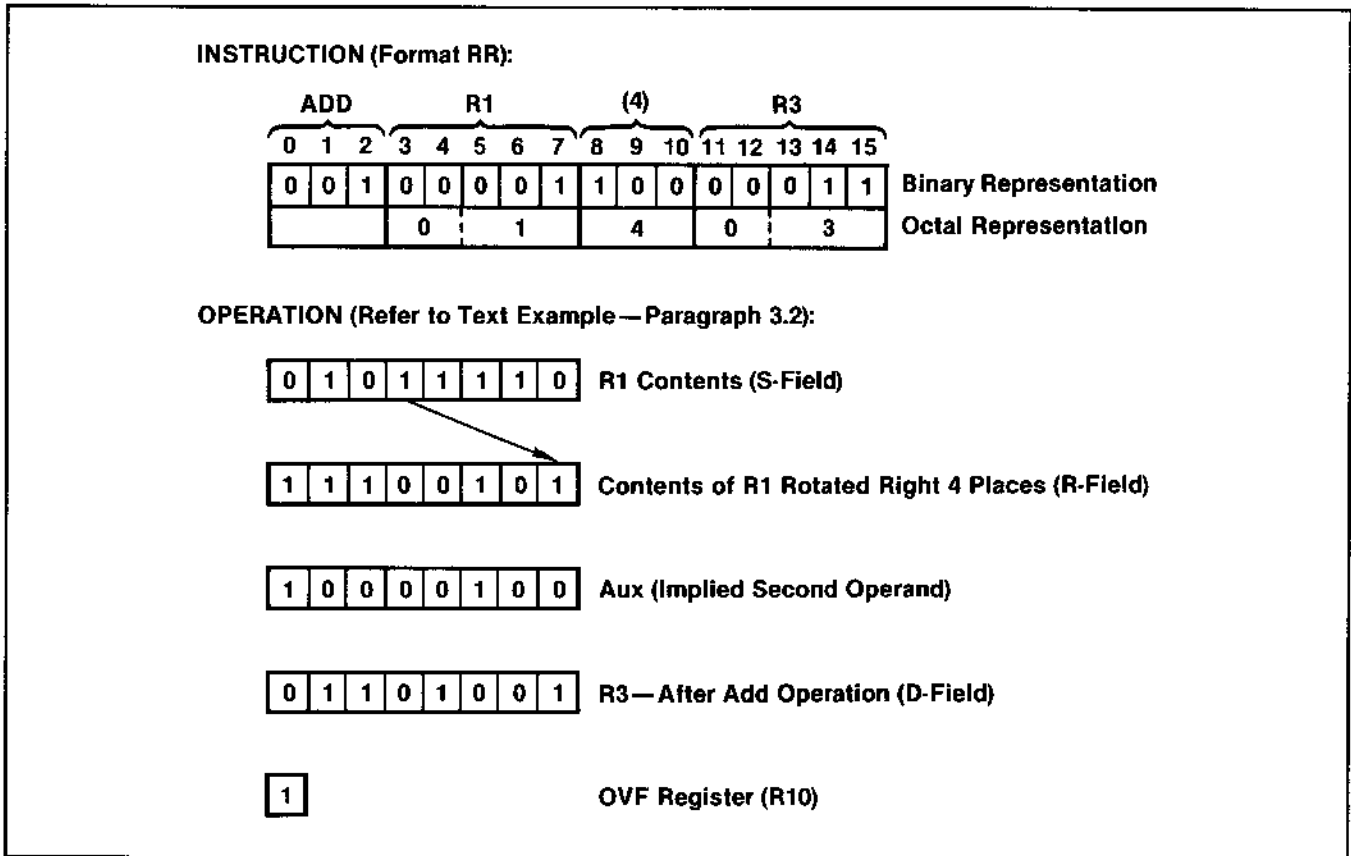 INSTRUCTION (Format RR):
ADD R1 (4) R3
0 1 2 3 4 5 6 7 8 9 10 11 12 13 14 15
0 0 1 0 0 0 0 1 1 0 0 0 0 0 1 1 Binary Representation
0 1 4 0 3 Octal Representation
OPERATION (Refer to Text Example—Paragraph 3.2):
0 1 0 1 1 1 1 0 R1 Contents (S-Field)
1 1 1 0 0 1 0 1 Contents of R1 Rotated Right 4 Places (R-Field)
1 0 0 0 0 1 0 0 Aux (Implied Second Operand)
0 1 1 0 1 0 0 1 R3—After Add Operation (D-Field)
1 OVF Register (R10)